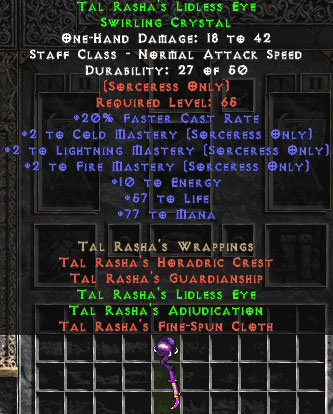 Tal Rasha's Lidless Eye
Swirling Crystal
One-Hand Damage: 18 to 42
Staff Class - Normal Attack Speed
Durability: 27 of 50
(Sorceress Only)
Required Level: 65
+20% Faster Cast Rate
+2 to Cold Mastery (Sorceress Only)
+2 to Lightning Mastery (Sorceress Only)
+2 to Fire Mastery (Sorceress Only)
+10 to Energy
+57 to Life
+77 to Mana
Tal Rasha's Wrappings
Tal Rasha's Horadric Crest
Tal Rasha's Guardianship
Tal Rasha's Lidless Eye
Tal Rasha's Adjudication
Tal Rasha's Fine-Spun Cloth